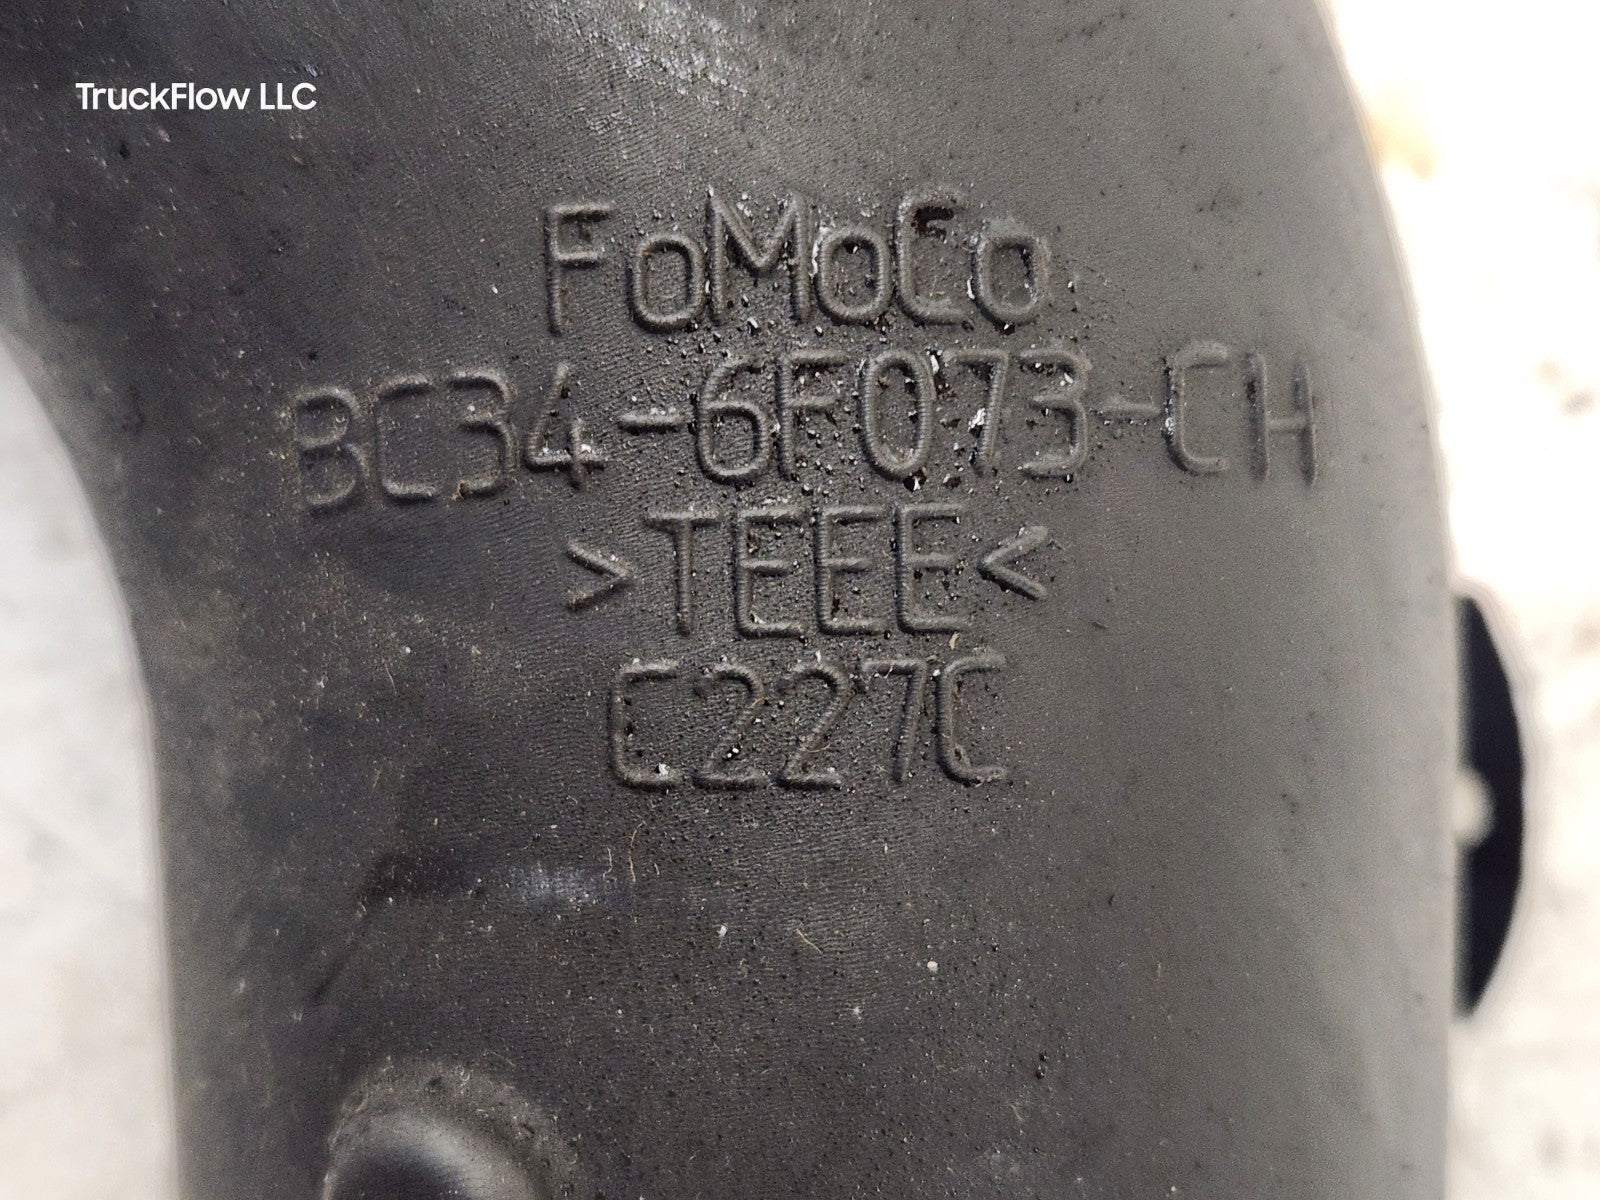 TruckFlow LLC
FoMoCo
BC34-6F073-CH
>TEEE<
C227C